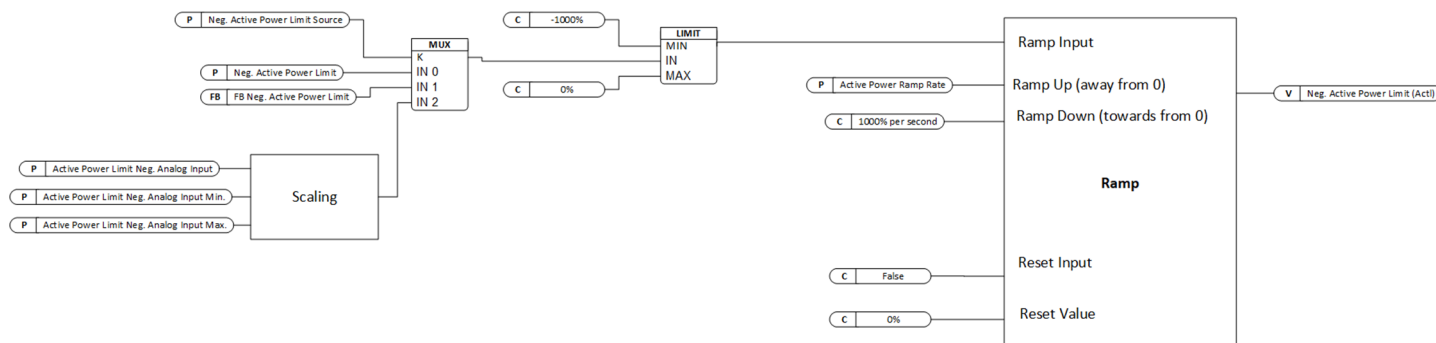 P Neg. Active Power Limit Source
C -1000%
LIMIT
MUX
MIN
Ramp Input
K
IN
P Neg. Active Power Limit
IN 0
MAX
P Active Power Ramp Rate
Ramp Up (away from 0)
FB FB Neg. Active Power Limit
IN 1
C 0%
V Neg. Active Power Limit (Actl)
IN 2
C 1000% per second
Ramp Down (towards from 0)
P Active Power Limit Neg. Analog Input
Scaling
Ramp
P Active Power Limit Neg. Analog Input Min.
P Active Power Limit Neg. Analog Input Max.
C False
Reset Input
C 0%
Reset Value